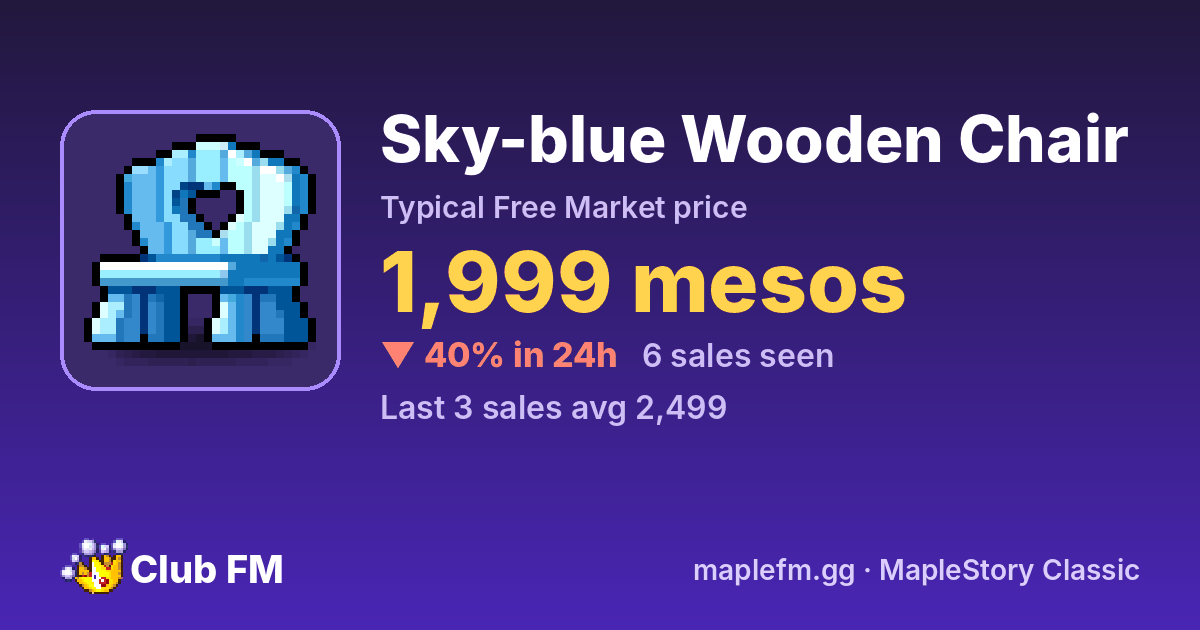 Sky-blue Wooden Chair
Typical Free Market price
1,999 mesos
▼ 40% in 24h 6 sales seen
Last 3 sales avg 2,499
Club FM
maplefm.gg · MapleStory Classic